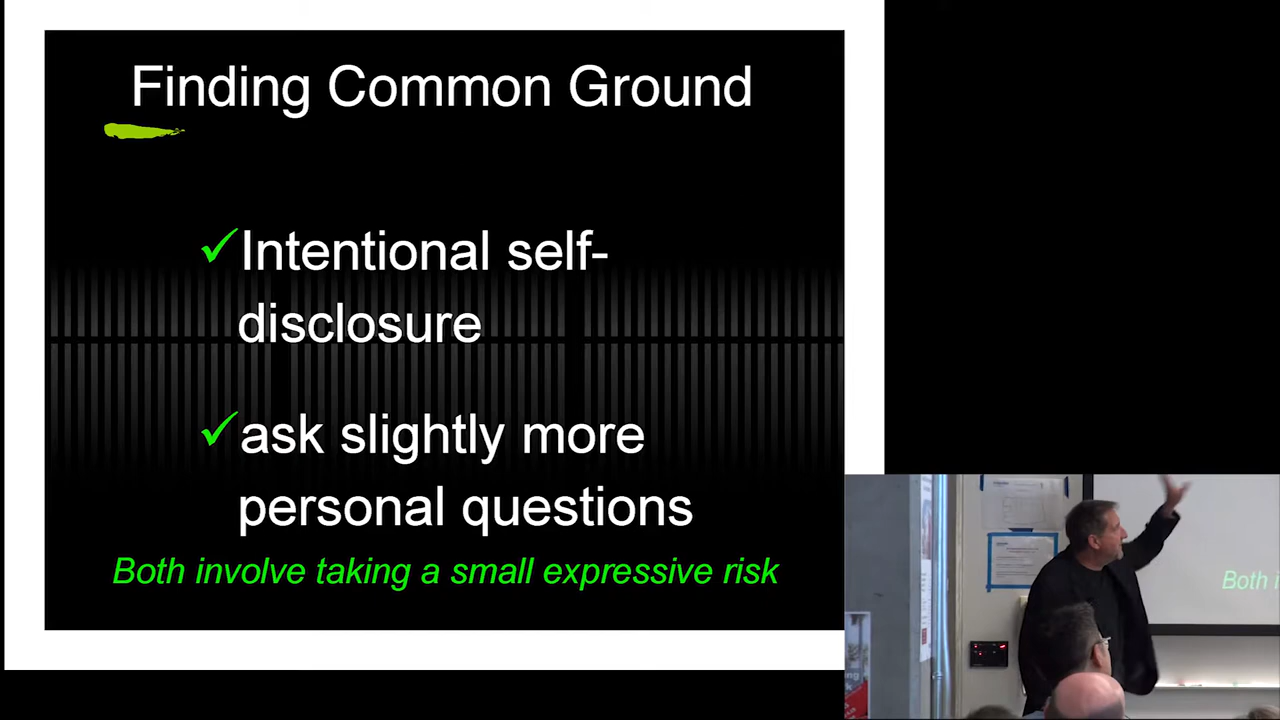 Finding Common Ground
✓Intentional self-
disclosure
✓ask slightly more
personal questions
Both involve taking a small expressive risk
Both i